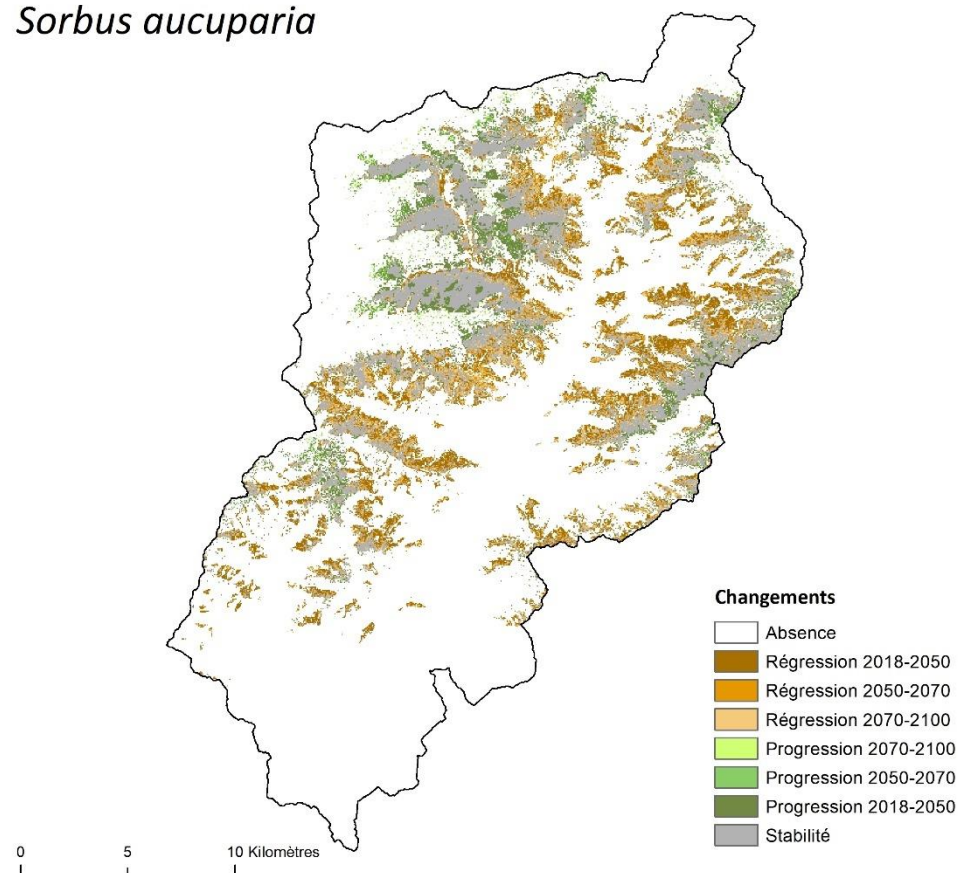 Sorbus aucuparia
Changements
Absence
Régression 2018-2050
Régression 2050-2070
Régression 2070-2100
Progression 2070-2100
Progression 2050-2070
Progression 2018-2050
Stabilité
0 5 10 Kilomètres